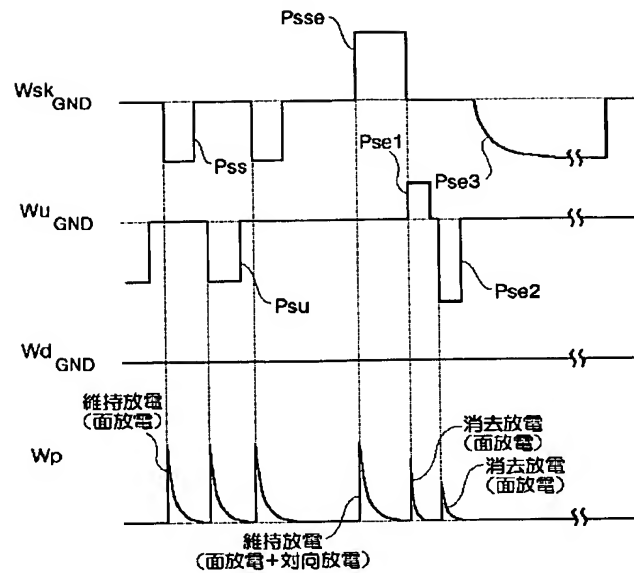 Psse
Wsk GND
Pss
Pse1
Pse3
Wu GND
Psu
Pse2
Wd GND
維持放電
(面放電)
消去放電
(面放電)
Wp
消去放電
(面放電)
維持放電
(面放電+対向放電)